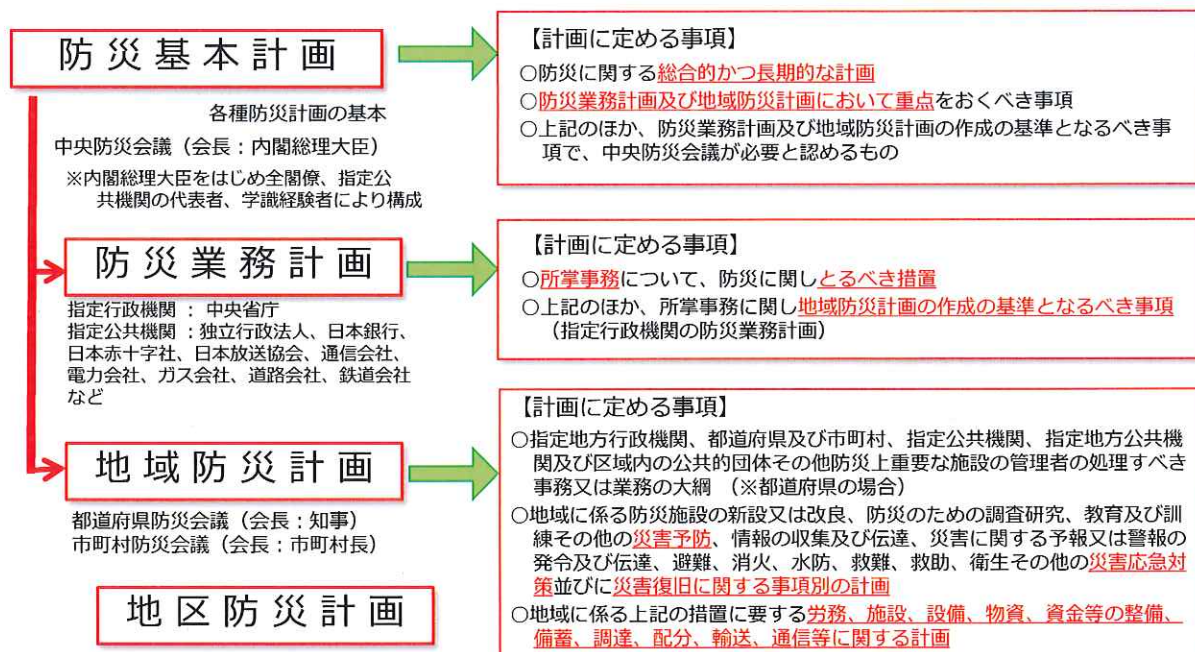 防災基本計画
各種防災計画の基本
中央防災会議（会長：内閣総理大臣）
※内閣総理大臣をはじめ全閣僚、指定公
共機関の代表者、学識経験者により構成
【計画に定める事項】
○防災に関する総合的かつ長期的な計画
○防災業務計画及び地域防災計画において重点をおくべき事項
○上記のほか、防災業務計画及び地域防災計画の作成の基準となるべき事
項で、中央防災会議が必要と認めるもの
防災業務計画
指定行政機関 ： 中央省庁
指定公共機関 ：独立行政法人、日本銀行、
日本赤十字社、日本放送協会、通信会社、
電力会社、ガス会社、道路会社、鉄道会社
など
【計画に定める事項】
○所掌事務について、防災に関しとるべき措置
○上記のほか、所掌事務に関し地域防災計画の作成の基準となるべき事項
（指定行政機関の防災業務計画）
地域防災計画
都道府県防災会議（会長：知事）
市町村防災会議（会長：市町村長）
【計画に定める事項】
○指定地方行政機関、都道府県及び市町村、指定公共機関、指定地方公共機
関及び区域内の公共的団体その他防災上重要な施設の管理者の処理すべき
事務又は業務の大綱 （※都道府県の場合）
○地域に係る防災施設の新設又は改良、防災のための調査研究、教育及び訓
練その他の災害予防、情報の収集及び伝達、災害に関する予報又は警報の
発令及び伝達、避難、消火、水防、救難、救助、衛生その他の災害応急対
策並びに災害復旧に関する事項別の計画
○地域に係る上記の措置に要する労務、施設、設備、物資、資金等の整備、
備蓄、調達、配分、輸送、通信等に関する計画
地区防災計画